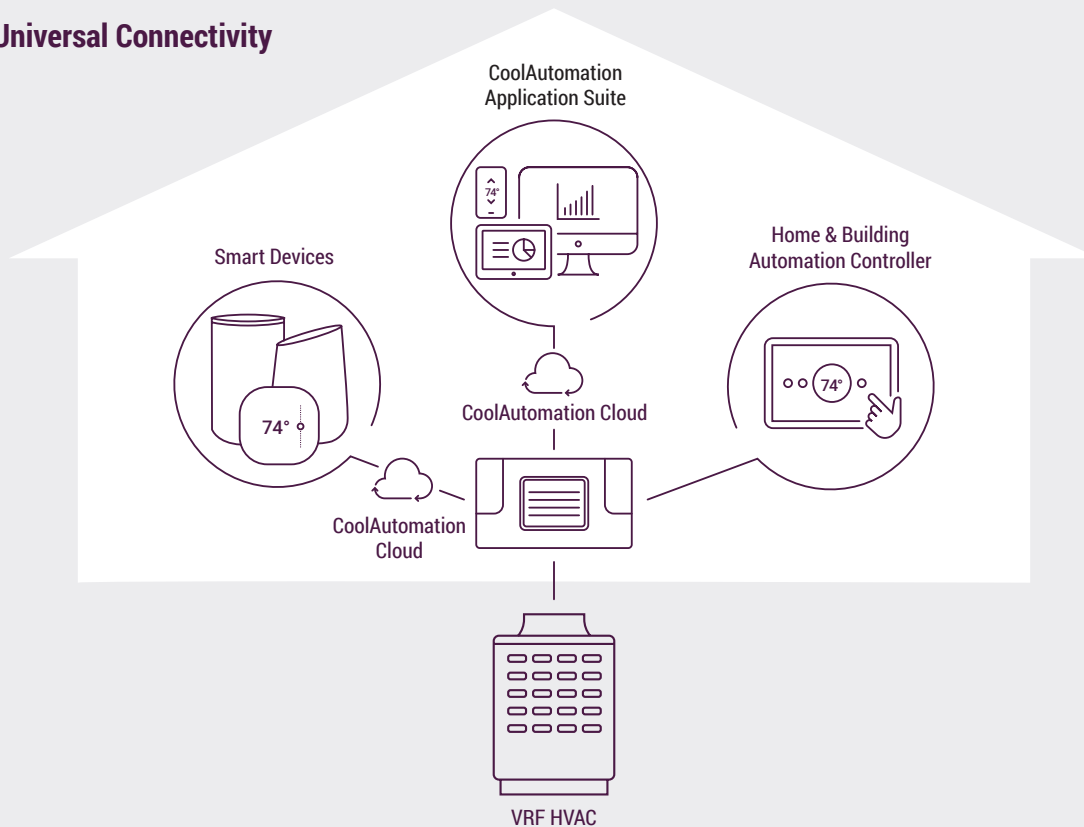 Universal Connectivity
CoolAutomation
Application Suite
74°
Smart Devices
Home & Building
Automation Controller
74°
74°
CoolAutomation Cloud
CoolAutomation
Cloud
VRF HVAC